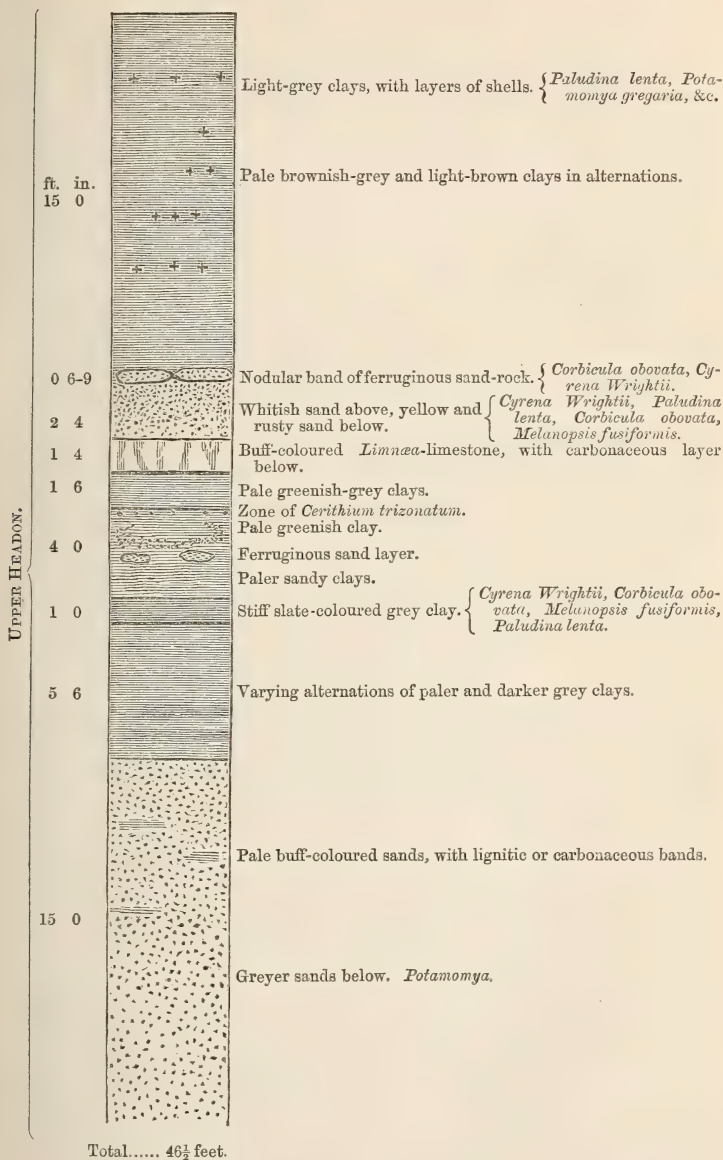 Light-grey clays, with layers of shells. { Paludina lenta, Pota-
momya gregaria, &c.
Pale brownish-grey and light-brown clays in alternations.
ft. in.
15 0
0 6-9 Nodular band of ferruginous sand-rock. { Corbicula obovata, Cy-
rena Wrightii.
2 4 Whitish sand above, yellow and rusty sand below. { Cyrena Wrightii, Paludina
lenta, Corbicula obovata,
Melanopsis fusiformis.
1 4 Buff-coloured Limnæa-limestone, with carbonaceous layer
below.
1 6 Pale greenish-grey clays.
Zone of Cerithium trizonatum.
Pale greenish clay.
4 0 Ferruginous sand layer.
Paler sandy clays.
1 0 Stiff slate-coloured grey clay. { Cyrena Wrightii, Corbicula obo-
vata, Melanopsis fusiformis,
Paludina lenta.
5 6 Varying alternations of paler and darker grey clays.
Pale buff-coloured sands, with lignitic or carbonaceous bands.
15 0
Greyer sands below. Potamomya.
UPPER HEADON.
Total...... 46½ feet.